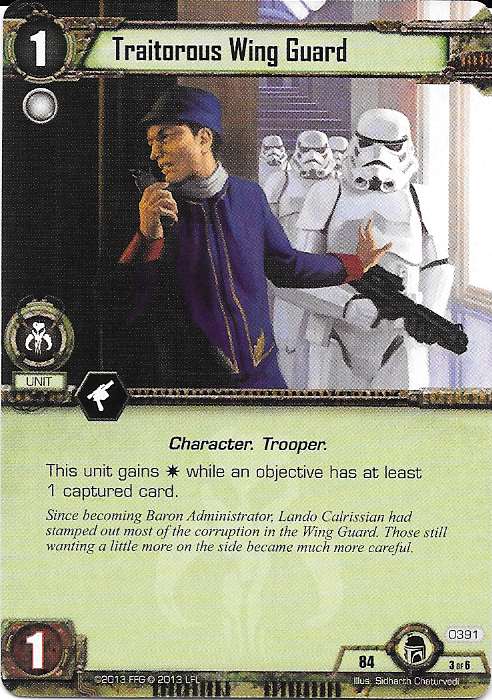 1
Traitorous Wing Guard
UNIT
Character. Trooper.
This unit gains ✷ while an objective has at least
1 captured card.
Since becoming Baron Administrator, Lando Calrissian had
stamped out most of the corruption in the Wing Guard. Those still
wanting a little more on the side became much more careful.
1
0391
84
3 OF 6
©2013 FFG © 2013 LFL
Illus. Sidharth Chaturvedi